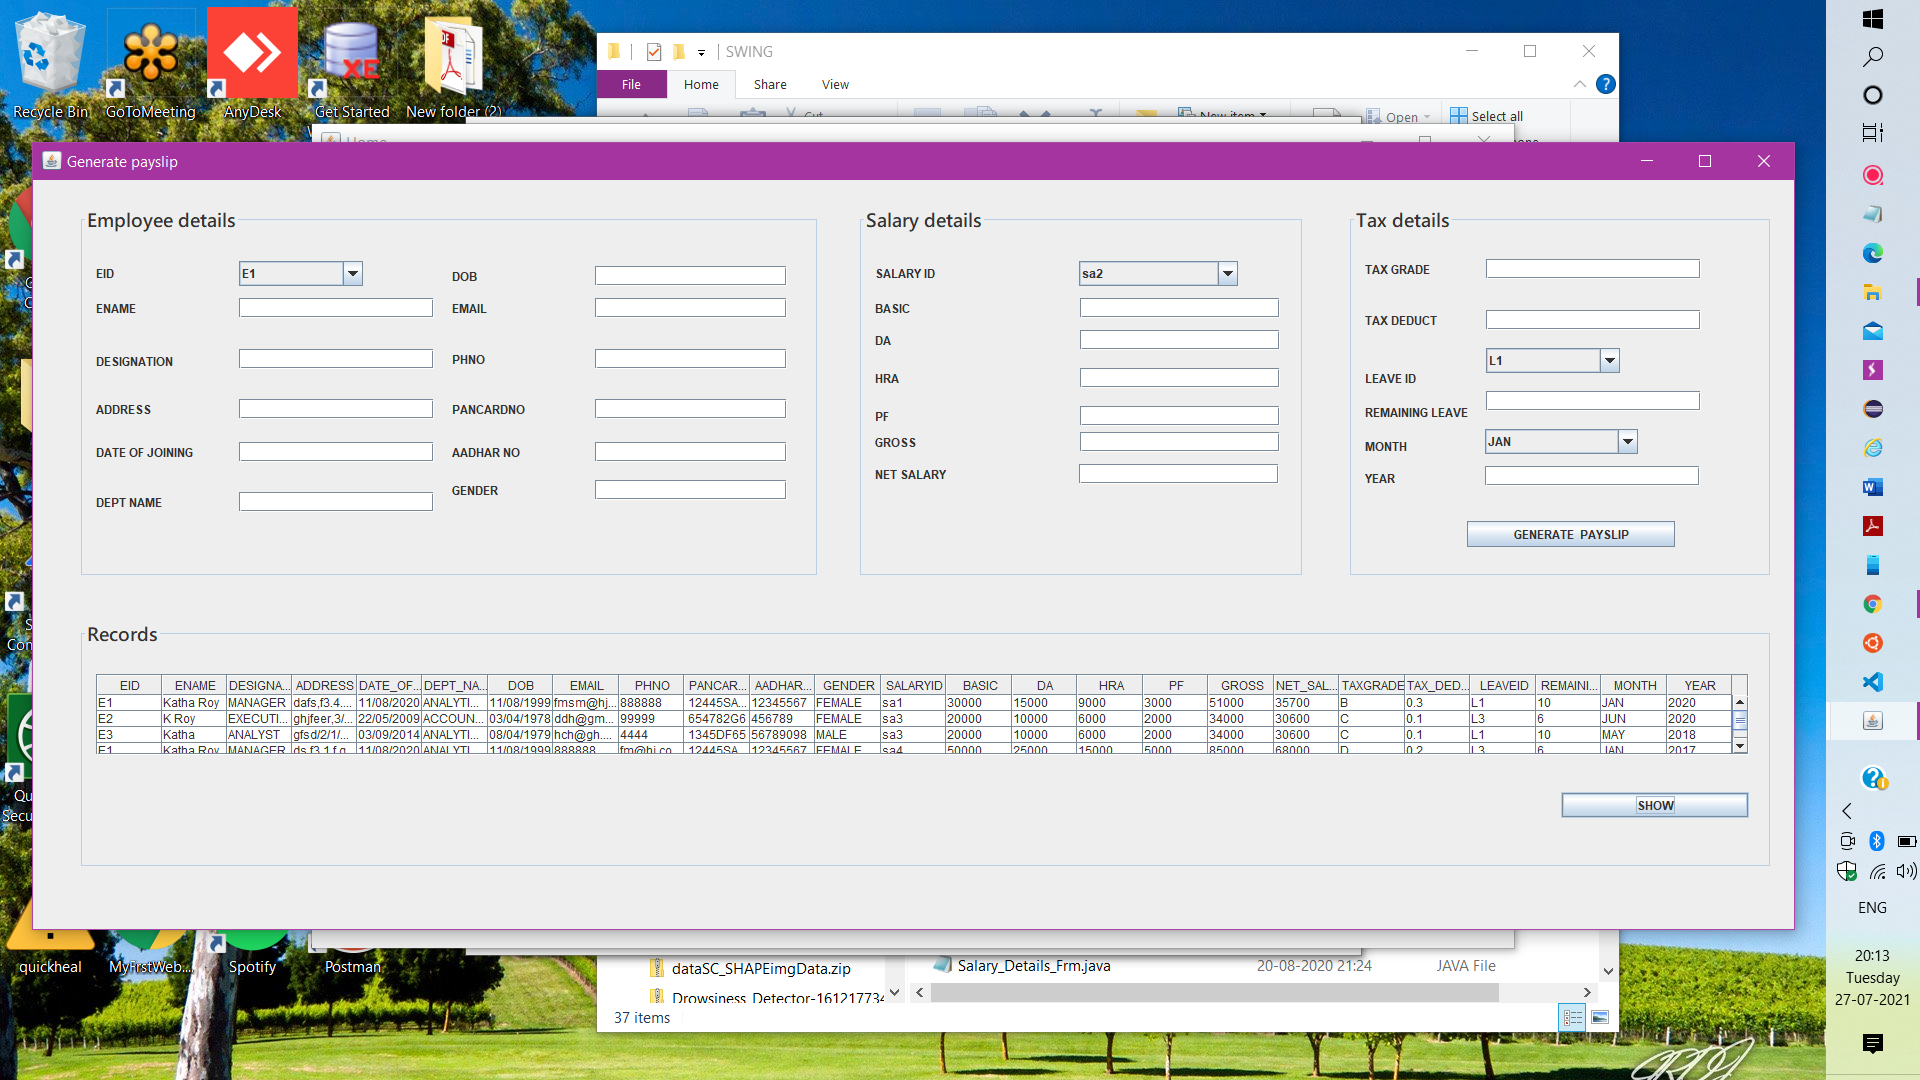 Recycle Bin
GoToMeeting
AnyDesk
Get Started
New folder (2)
SWING
File
Home
Share
View
New item
Open
Select all
Generate payslip
Employee details
EID
E1
DOB
ENAME
EMAIL
DESIGNATION
PHNO
ADDRESS
PANCARDNO
DATE OF JOINING
AADHAR NO
DEPT NAME
GENDER
Salary details
SALARY ID
sa2
BASIC
DA
HRA
PF
GROSS
NET SALARY
Tax details
TAX GRADE
TAX DEDUCT
L1
LEAVE ID
REMAINING LEAVE
MONTH
JAN
YEAR
GENERATE PAYSLIP
Records
EID ENAME DESIGNA... ADDRESS DATE_OF... DEPT_NA... DOB EMAIL PHNO PANCAR... AADHAR... GENDER SALARYID BASIC DA HRA PF GROSS NET_SAL... TAXGRADE TAX_DED... LEAVEID REMAINI... MONTH YEAR
E1 Katha Roy MANAGER dafs,f3.4.... 11/08/2020 ANALYTI... 11/08/1999 fmsm@hj... 888888 12445SA... 12345567 FEMALE sa1 30000 15000 9000 3000 51000 35700 B 0.3 L1 10 JAN 2020
E2 K Roy EXECUTI... ghjfeer,3/... 22/05/2009 ACCOUN... 03/04/1978 ddh@gm... 99999 654782G6 456789 FEMALE sa3 20000 10000 6000 2000 34000 30600 C 0.1 L3 6 JUN 2020
E3 Katha ANALYST gfsd/2/1/... 03/09/2014 ANALYTI... 08/04/1979 hch@gh.... 4444 1345DF65 56789098 MALE sa3 20000 10000 6000 2000 34000 30600 C 0.1 L1 10 MAY 2018
E1 Katha Roy MANAGER ds,f3,1,f,g... 11/08/2020 ANALYTI... 11/08/1999 888888 fm@hj.co... 12445SA... 12345567 FEMALE sa4 50000 25000 15000 5000 85000 68000 D 0.2 L3 6 JAN 2017
SHOW
quickheal
MyFirstWeb...
Spotify
Postman
dataSC_SHAPEimgData.zip
Salary_Details_Frm.java
20-08-2020 21:24
JAVA File
37 items
ENG
20:13
Tuesday
27-07-2021